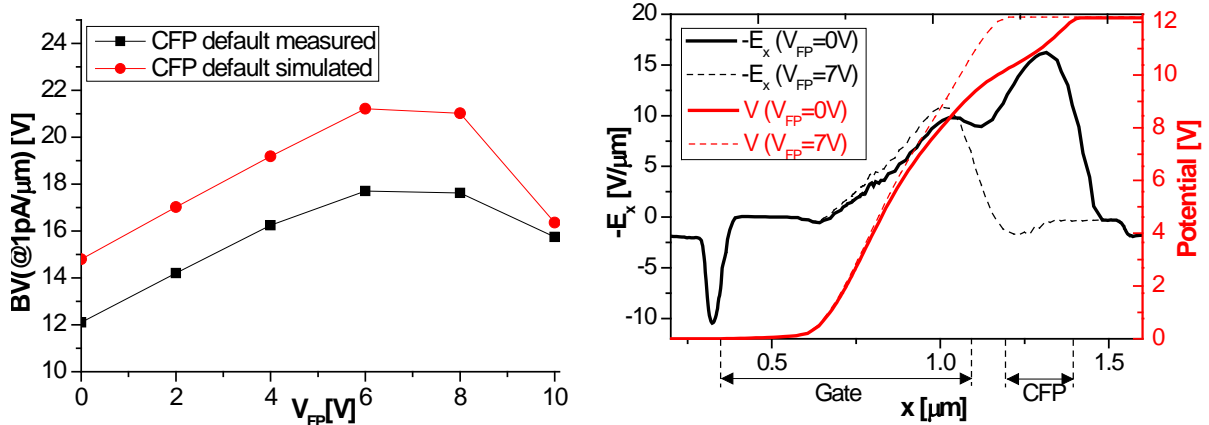 CFP default measured
CFP default simulated
BV(@1pA/μm) [V]
24
22
20
18
16
14
12
10
0 2 4 6 8 10
V_FP[V]
-E_x (V_FP=0V)
-E_x (V_FP=7V)
V (V_FP=0V)
V (V_FP=7V)
-E_x [V/μm]
20
15
10
5
0
-5
-10
Potential [V]
12
10
8
6
4
2
0
0.5 1.0 1.5
Gate CFP
x [μm]